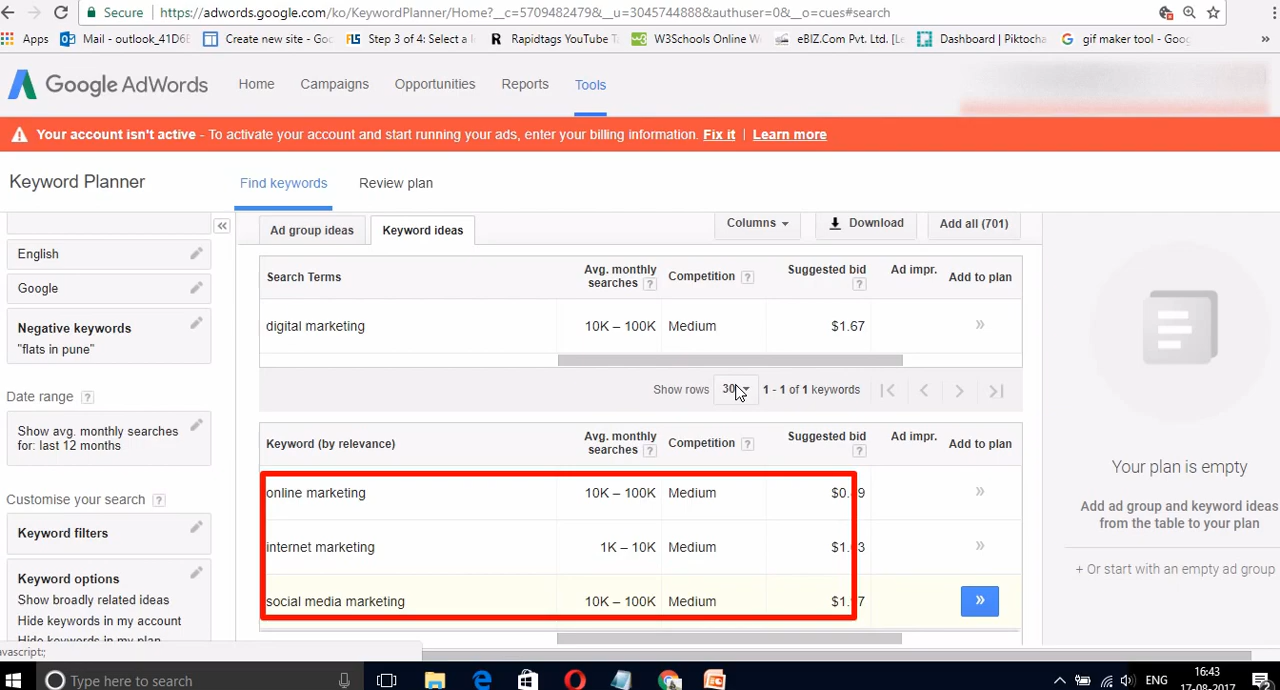 Secure https://adwords.google.com/ko/KeywordPlanner/Home?__c=5709482479&__u=3045744888&authuser=0&__o=cues#search
Apps Mail - outlook_41D6 Create new site - Goo Step 3 of 4: Select a Rapidtags YouTube T W3Schools Online W eBIZ.Com Pvt. Ltd. [Le Dashboard | Piktocha gif maker tool - Goog »
Google AdWords Home Campaigns Opportunities Reports Tools
Your account isn't active - To activate your account and start running your ads, enter your billing information. Fix it | Learn more
Keyword Planner Find keywords Review plan
Ad group ideas Keyword ideas Columns Download Add all (701)
English
Google
Negative keywords
"flats in pune"
Date range ?
Show avg. monthly searches
for: last 12 months
Customise your search ?
Keyword filters
Keyword options
Show broadly related ideas
Hide keywords in my account
Hide keywords in my plan
Search Terms Avg. monthly searches ? Competition ? Suggested bid ? Ad impr. Add to plan
digital marketing 10K – 100K Medium $1.67 »
Show rows 30 1 - 1 of 1 keywords
Keyword (by relevance) Avg. monthly searches ? Competition ? Suggested bid ? Ad impr. Add to plan
online marketing 10K – 100K Medium »
internet marketing 1K – 10K Medium »
social media marketing 10K – 100K Medium »
Your plan is empty
Add ad group and keyword ideas
from the table to your plan
+ Or start with an empty ad group
avascript:;
Type here to search ENG 16:43
17-08-2017